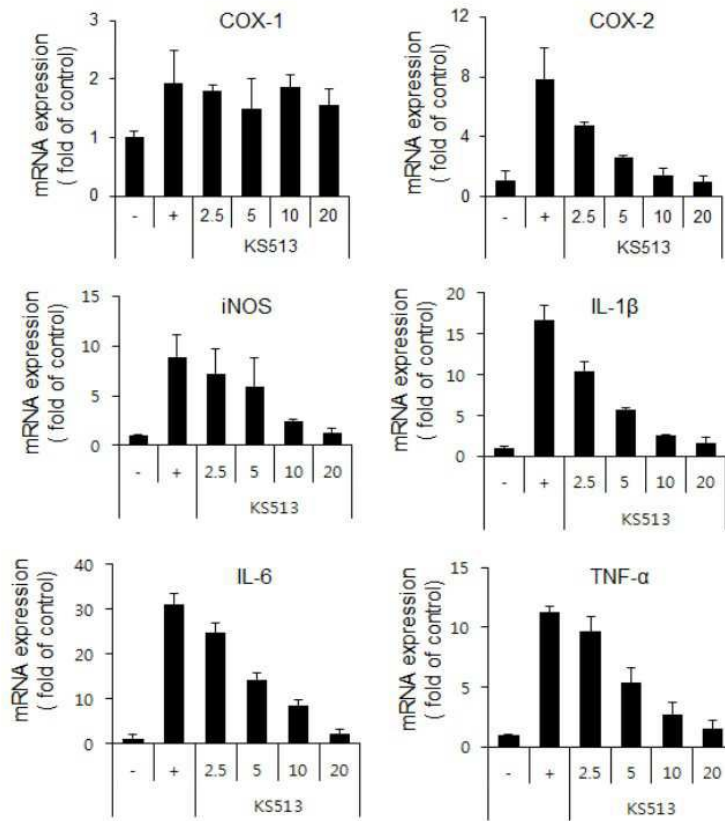 COX-1
mRNA expression
( fold of control)
3
2
1
0
- + 2.5 5 10 20
KS513
COX-2
mRNA expression
( fold of control)
12
8
4
0
- + 2.5 5 10 20
KS513
iNOS
mRNA expression
( fold of control)
15
10
5
0
- + 2.5 5 10 20
KS513
IL-1β
mRNA expression
( fold of control)
20
15
10
5
0
- + 2.5 5 10 20
KS513
IL-6
mRNA expression
( fold of control)
40
30
20
10
0
- + 2.5 5 10 20
KS513
TNF-α
mRNA expression
( fold of control)
15
10
5
0
- + 2.5 5 10 20
KS513